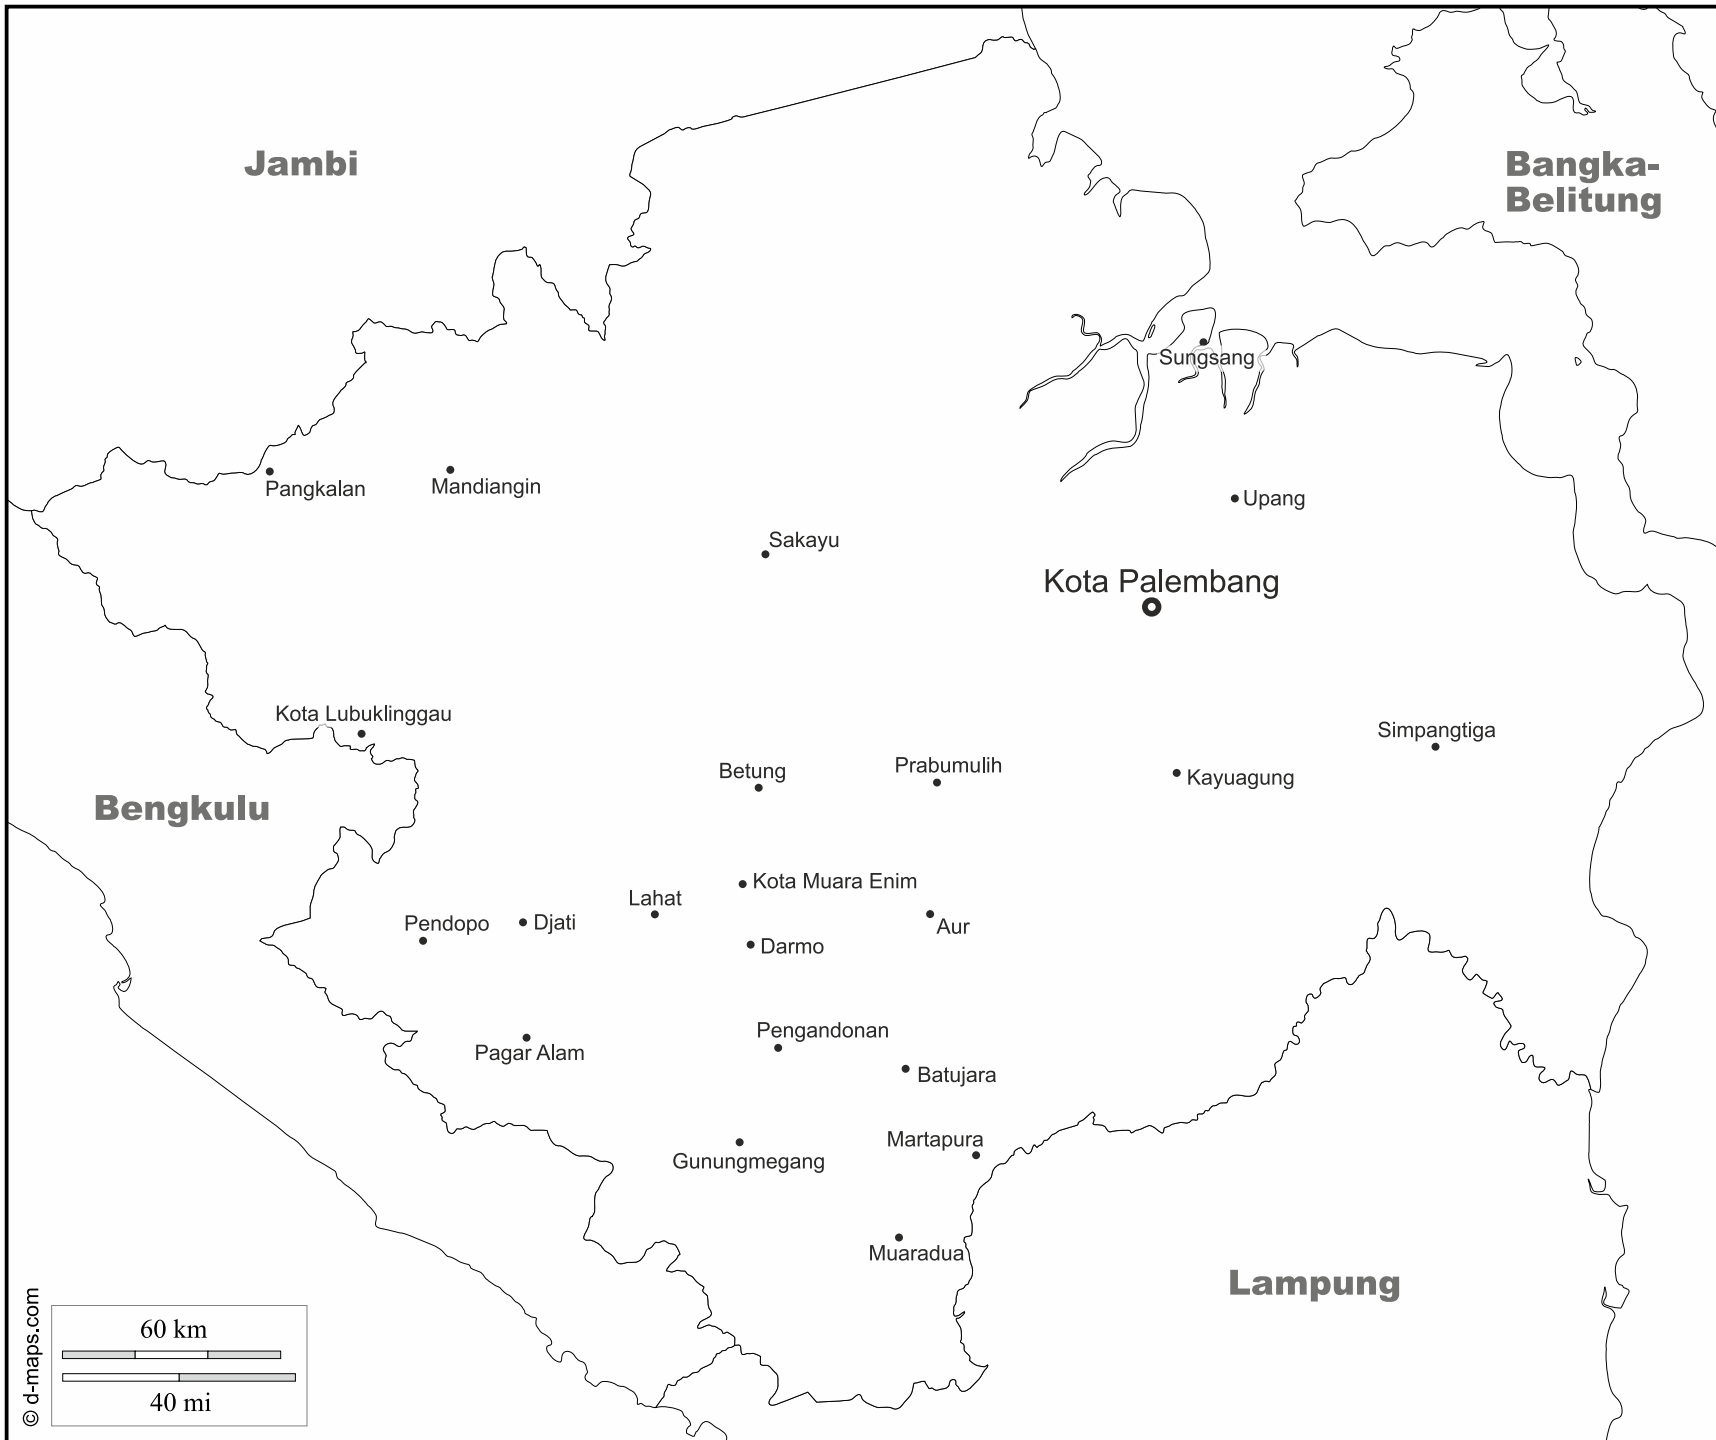 Jambi
Bangka-
Belitung
Sungsang
Pangkalan
Mandiangin
Upang
Sakayu
Kota Palembang
Kota Lubuklinggau
Simpangtiga
Betung
Prabumulih
Kayuagung
Bengkulu
Kota Muara Enim
Lahat
Pendopo
Djati
Aur
Darmo
Pengandonan
Pagar Alam
Batujara
Martapura
Gunungmegang
Muaradua
Lampung
60 km
40 mi
© d-maps.com